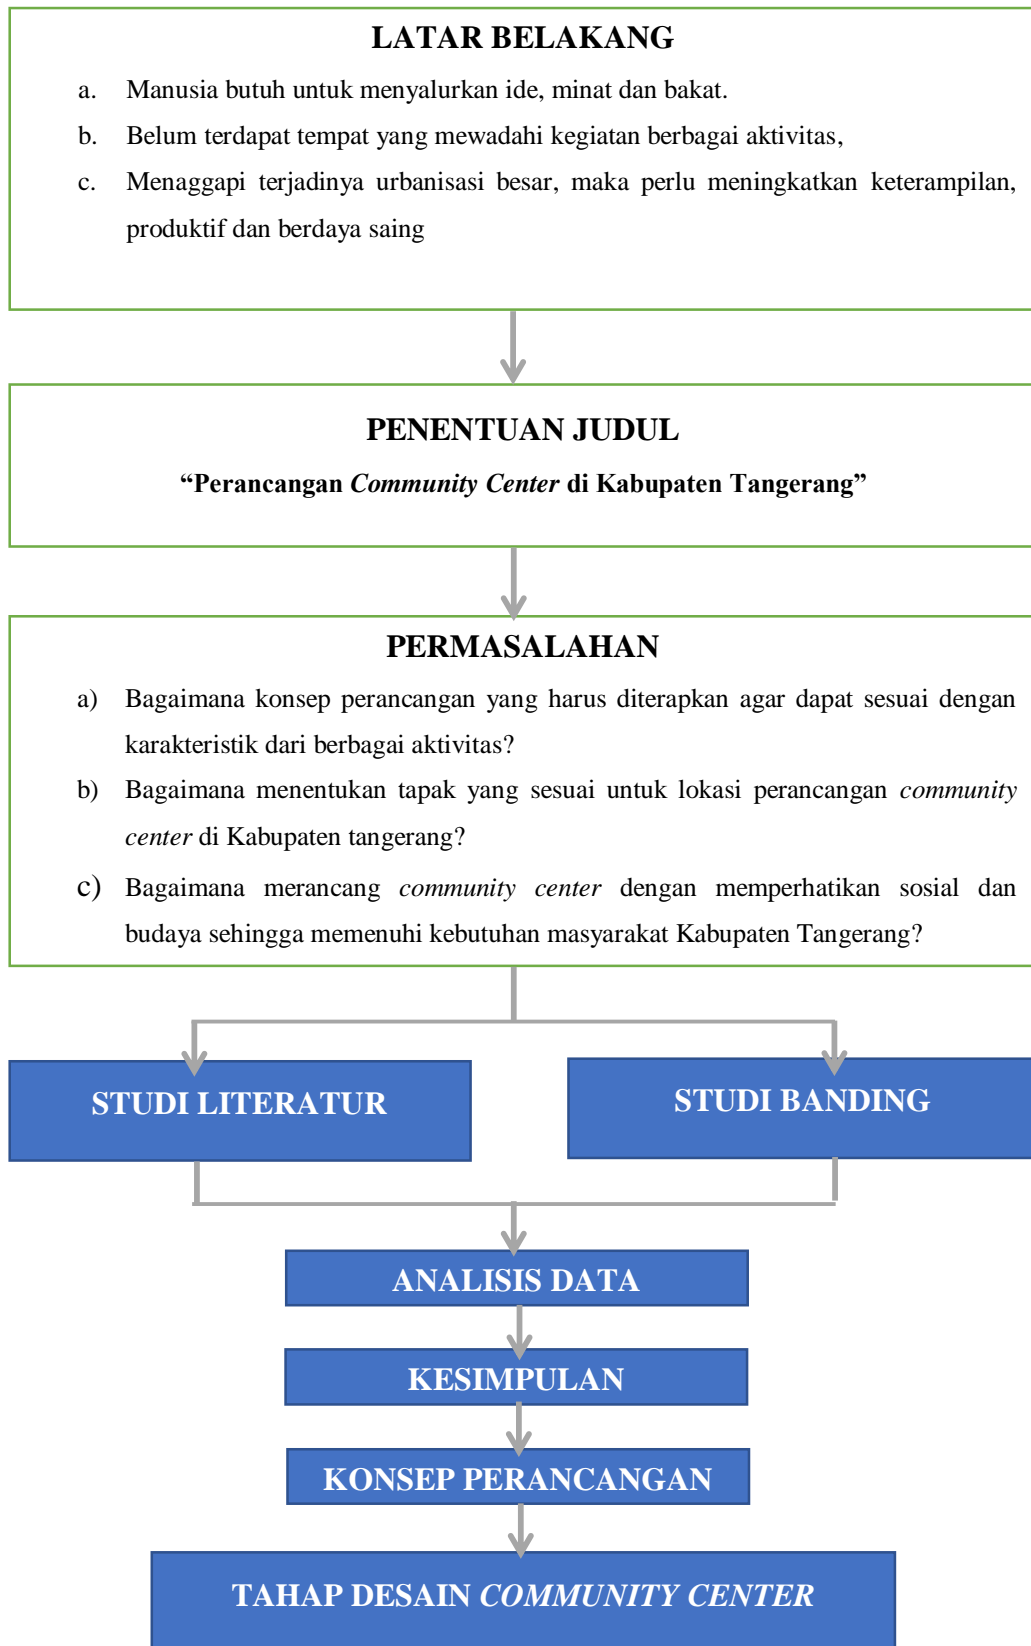 LATAR BELAKANG
a. Manusia butuh untuk menyalurkan ide, minat dan bakat.
b. Belum terdapat tempat yang mewadahi kegiatan berbagai aktivitas,
c. Menaggapi terjadinya urbanisasi besar, maka perlu meningkatkan keterampilan,
produktif dan berdaya saing
PENENTUAN JUDUL
“Perancangan Community Center di Kabupaten Tangerang”
PERMASALAHAN
a) Bagaimana konsep perancangan yang harus diterapkan agar dapat sesuai dengan
karakteristik dari berbagai aktivitas?
b) Bagaimana menentukan tapak yang sesuai untuk lokasi perancangan community
center di Kabupaten tangerang?
c) Bagaimana merancang community center dengan memperhatikan sosial dan
budaya sehingga memenuhi kebutuhan masyarakat Kabupaten Tangerang?
STUDI LITERATUR
STUDI BANDING
ANALISIS DATA
KESIMPULAN
KONSEP PERANCANGAN
TAHAP DESAIN COMMUNITY CENTER